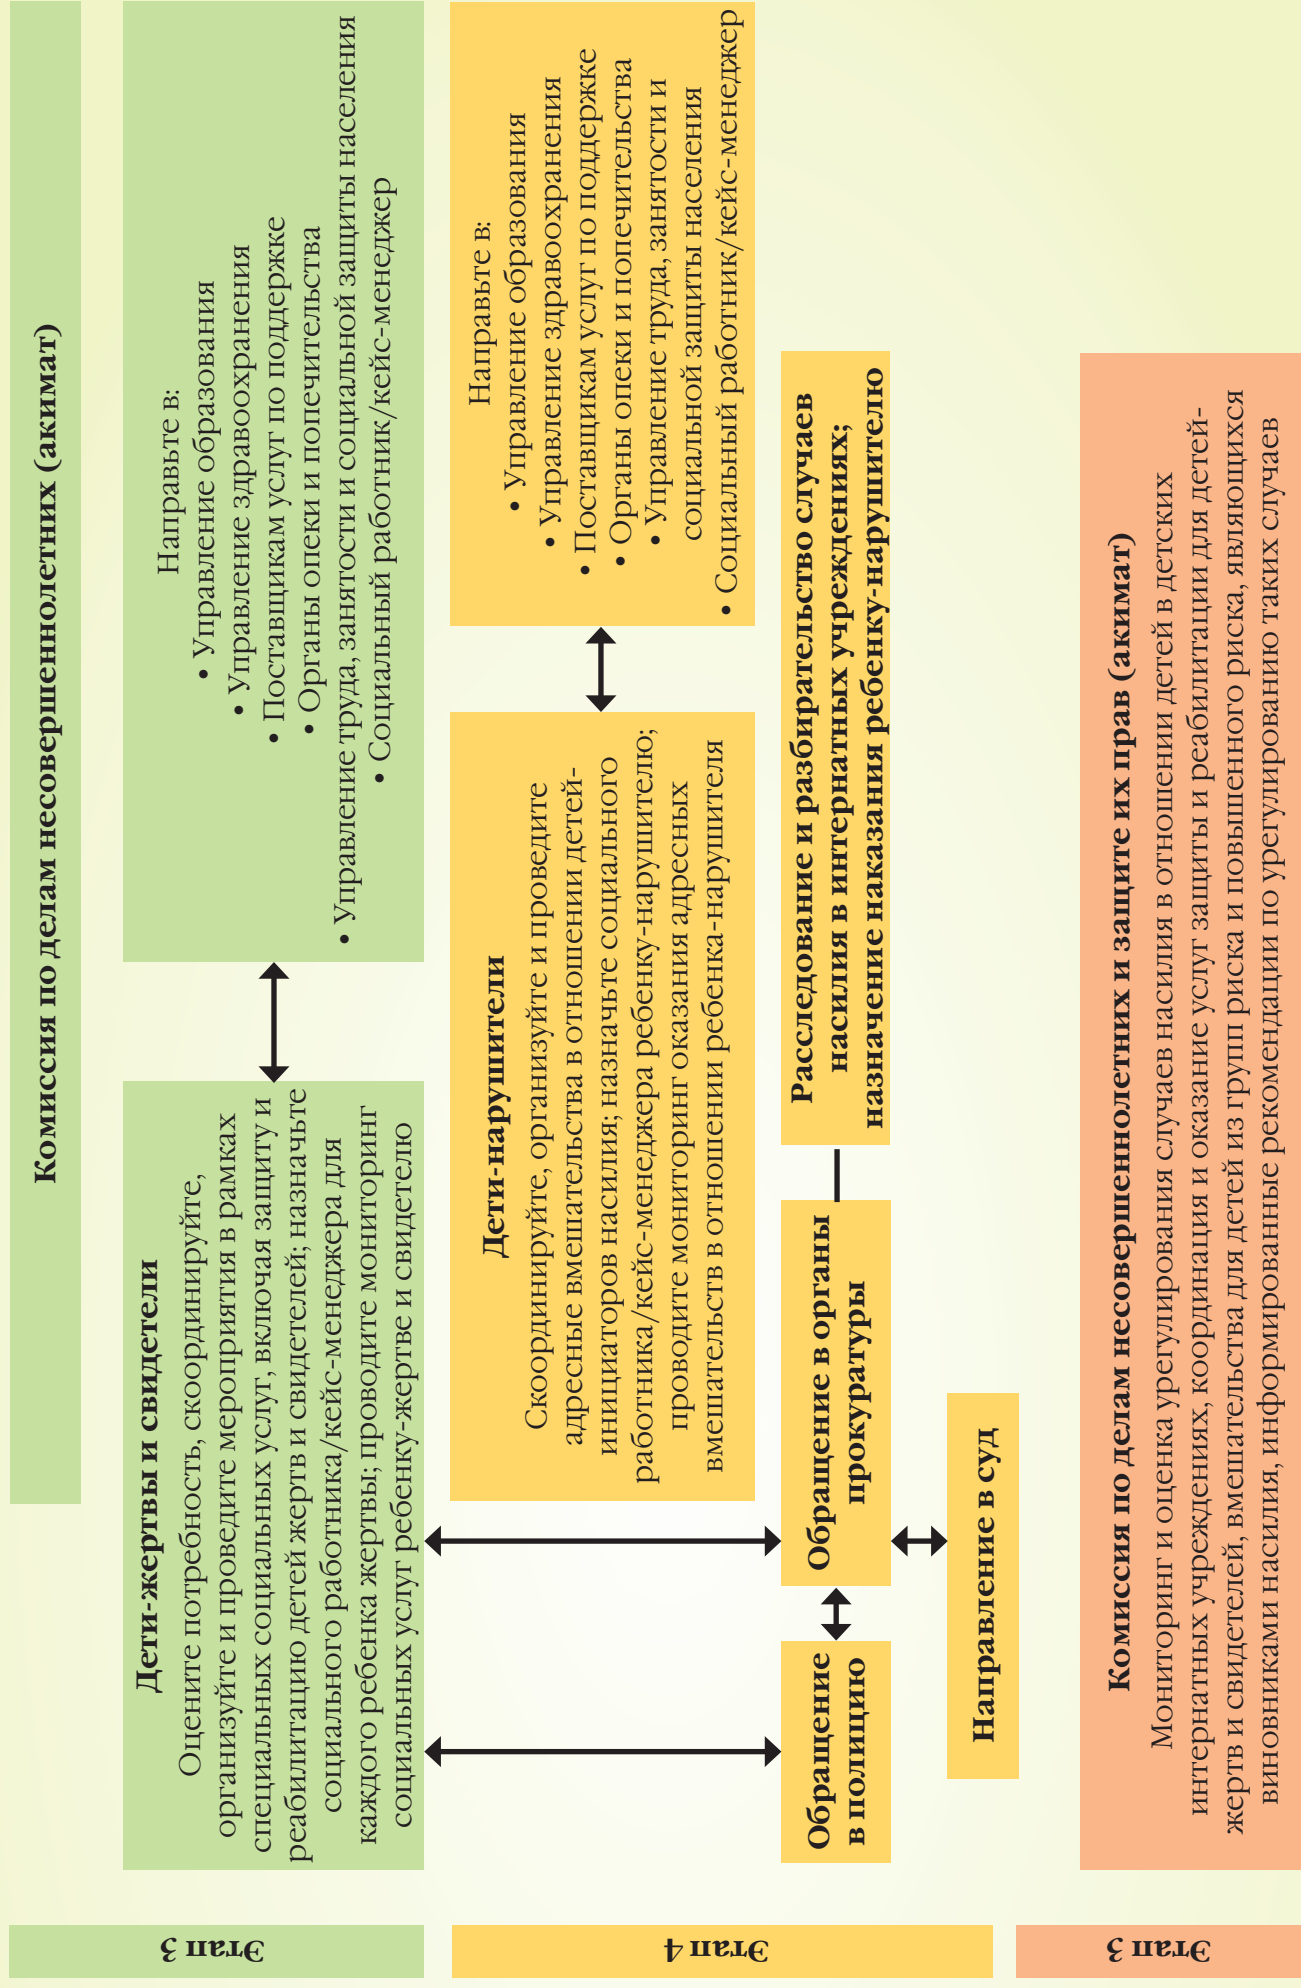 Комиссия по делам несовершеннолетних (акимат)
Этап 3
Дети-жертвы и свидетели
Оцените потребность, скоординируйте,
организуйте и проведите мероприятия в рамках
специальных социальных услуг, включая защиту и
реабилитацию детей жертв и свидетелей; назначьте
социального работника/кейс-менеджера для
каждого ребенка жертвы; проводите мониторинг
социальных услуг ребенку-жертве и свидетелю
Направьте в:
• Управление образования
• Управление здравоохранения
• Поставщикам услуг по поддержке
• Органы опеки и попечительства
• Управление труда, занятости и социальной защиты населения
• Социальный работник/кейс-менеджер
Этап 4
Дети-нарушители
Скоординируйте, организуйте и проведите
адресные вмешательства в отношении детей-
инициаторов насилия; назначьте социального
работника/кейс-менеджера ребенку-нарушителю;
проводите мониторинг оказания адресных
вмешательств в отношении ребенка-нарушителя
Направьте в:
• Управление образования
• Управление здравоохранения
• Поставщикам услуг по поддержке
• Органы опеки и попечительства
• Управление труда, занятости и
социальной защиты населения
• Социальный работник/кейс-менеджер
Обращение
в полицию
Обращение в органы
прокуратуры
Расследование и разбирательство случаев
насилия в интернатных учреждениях;
назначение наказания ребенку-нарушителю
Направление в суд
Этап 3
Комиссия по делам несовершеннолетних и защите их прав (акимат)
Мониторинг и оценка урегулирования случаев насилия в отношении детей в детских
интернатных учреждениях, координация и оказание услуг защиты и реабилитации для детей-
жертв и свидетелей, вмешательства для детей из групп риска и повышенного риска, являющихся
виновниками насилия, информированные рекомендации по урегулированию таких случаев